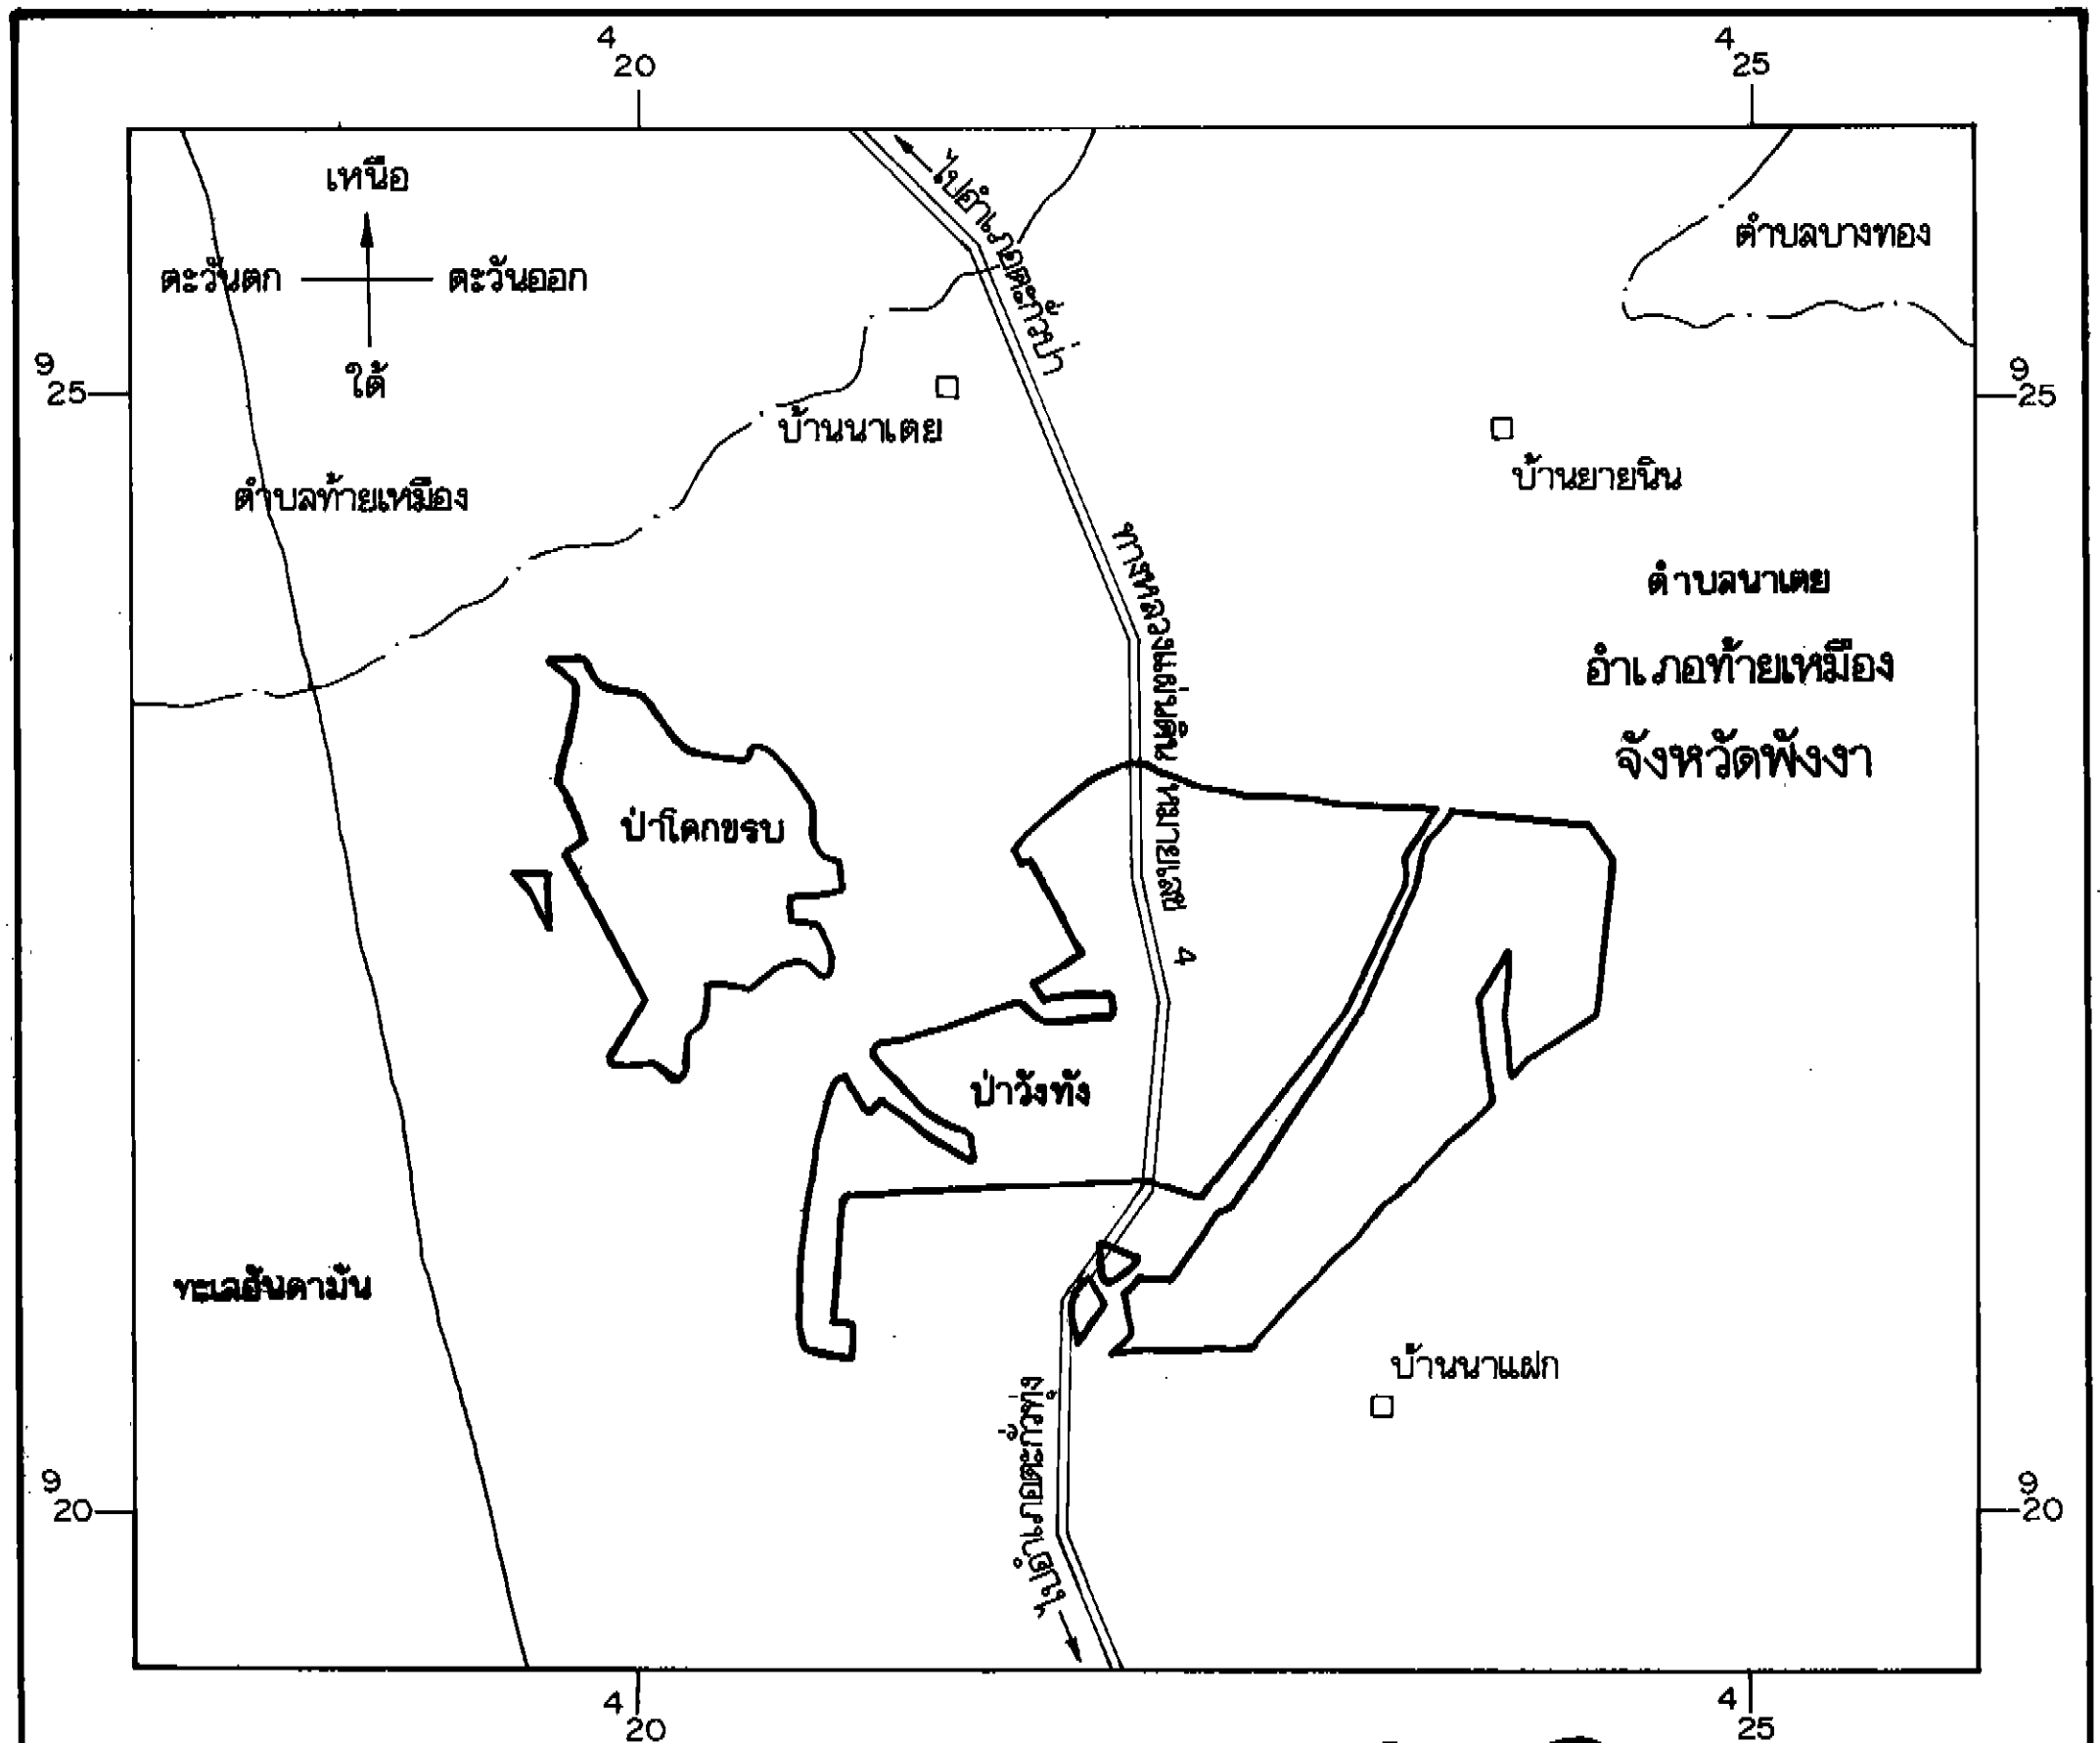 4
20
4
25
เหนือ
ตะวันตก
ตะวันออก
ใต้
ไปอำเภอตะกั่วป่า
ตำบลบางทอง
9
25
9
25
บ้านนาเตย
บ้านยายนิน
ตำบลท้ายเหมือง
ทางหลวงแผ่นดิน หมายเลข 4
ตำบลนาเตย
อำเภอท้ายเหมือง
จังหวัดพังงา
ป่าโคกขรบ
ป่าวังทัง
ทะเลอันดามัน
บ้านนาแฝก
ไปอำเภอตะกั่วทุ่ง
9
20
9
20
4
20
4
25